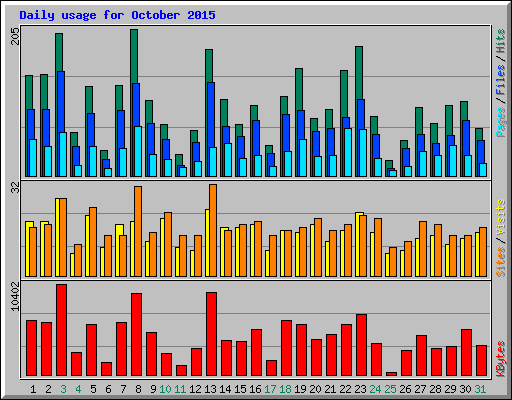 Daily usage for October 2015
205
Pages / Files / Hits
32
Sites / Visits
10402
KBytes
1 2 3 4 5 6 7 8 9 10 11 12 13 14 15 16 17 18 19 20 21 22 23 24 25 26 27 28 29 30 31